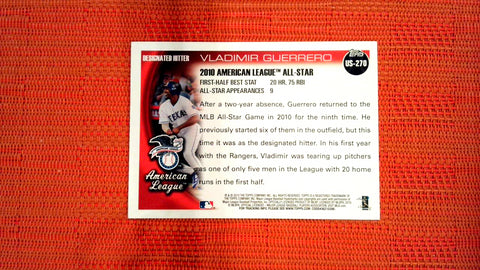 DESIGNATED HITTER VLADIMIR GUERRERO
Topps
US-270
2010 AMERICAN LEAGUE™ ALL-STAR
FIRST-HALF BEST STAT 20 HR, 75 RBI
ALL-STAR APPEARANCES 9
After a two-year absence, Guerrero returned to the
MLB All-Star Game in 2010 for the ninth time. He
previously started six of them in the outfield, but this
time it was as the designated hitter. In his first year
with the Rangers, Vladimir was tearing up pitchers
was one of only five men in the League with 20 home
runs in the first half.
TEXAS
American
League